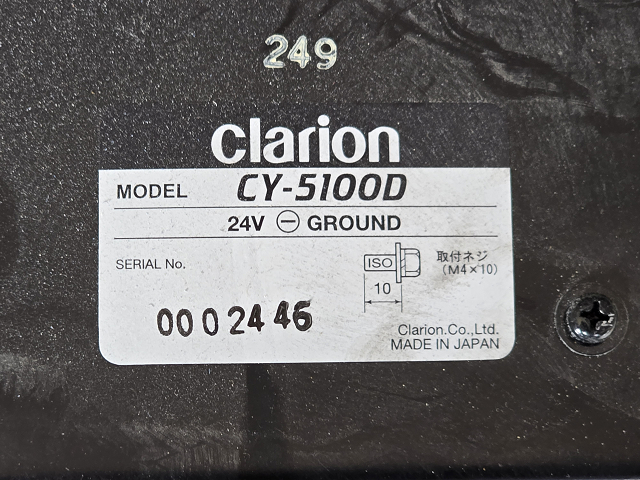 249
clarion
MODEL CY-5100D
24V ⊖ GROUND
SERIAL No.
0002446
ISO
10
取付ネジ
(M4×10)
Clarion.Co.,Ltd.
MADE IN JAPAN